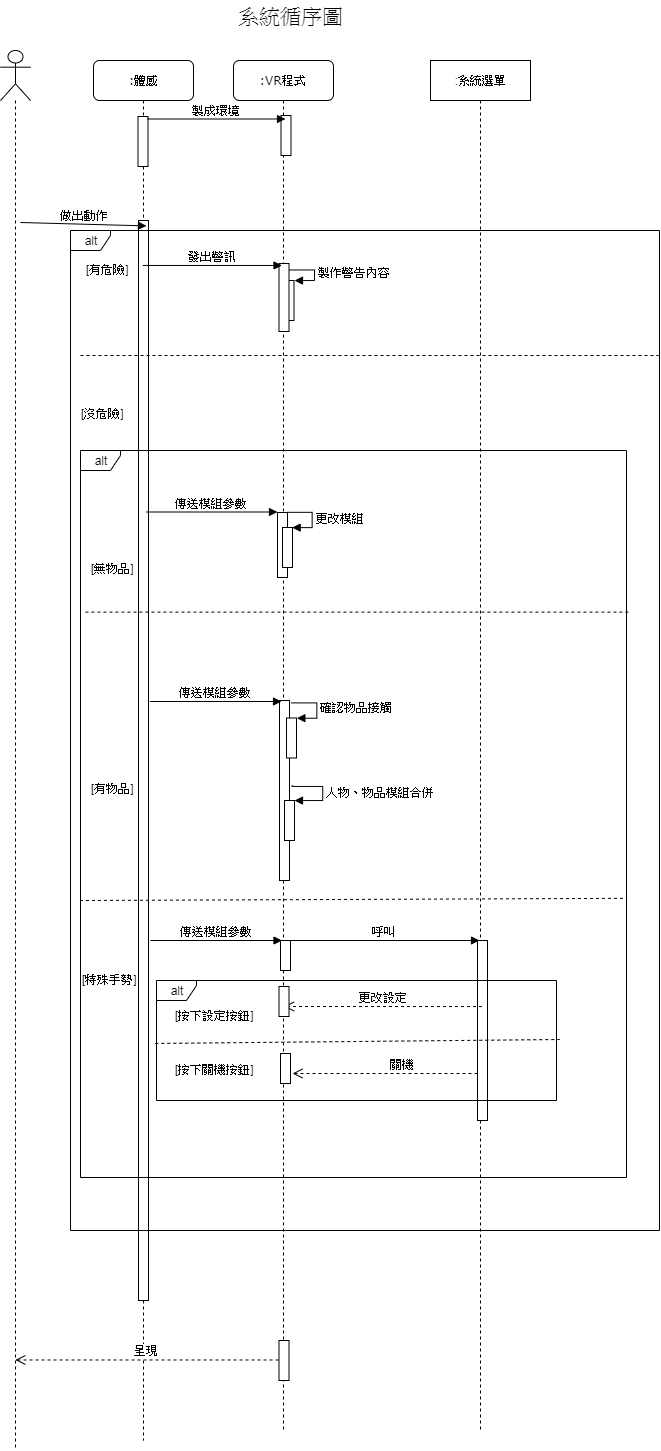 系統循序圖
:體感
:VR程式
:系統選單
製成環境
做出動作
alt
發出警訊
[有危險]
製作警告內容
[沒危險]
alt
傳送模組參數
更改模組
[無物品]
傳送模組參數
確認物品接觸
[有物品]
人物、物品模組合併
傳送模組參數
呼叫
[特殊手勢]
alt
更改設定
[按下設定按鈕]
關機
[按下關機按鈕]
呈現